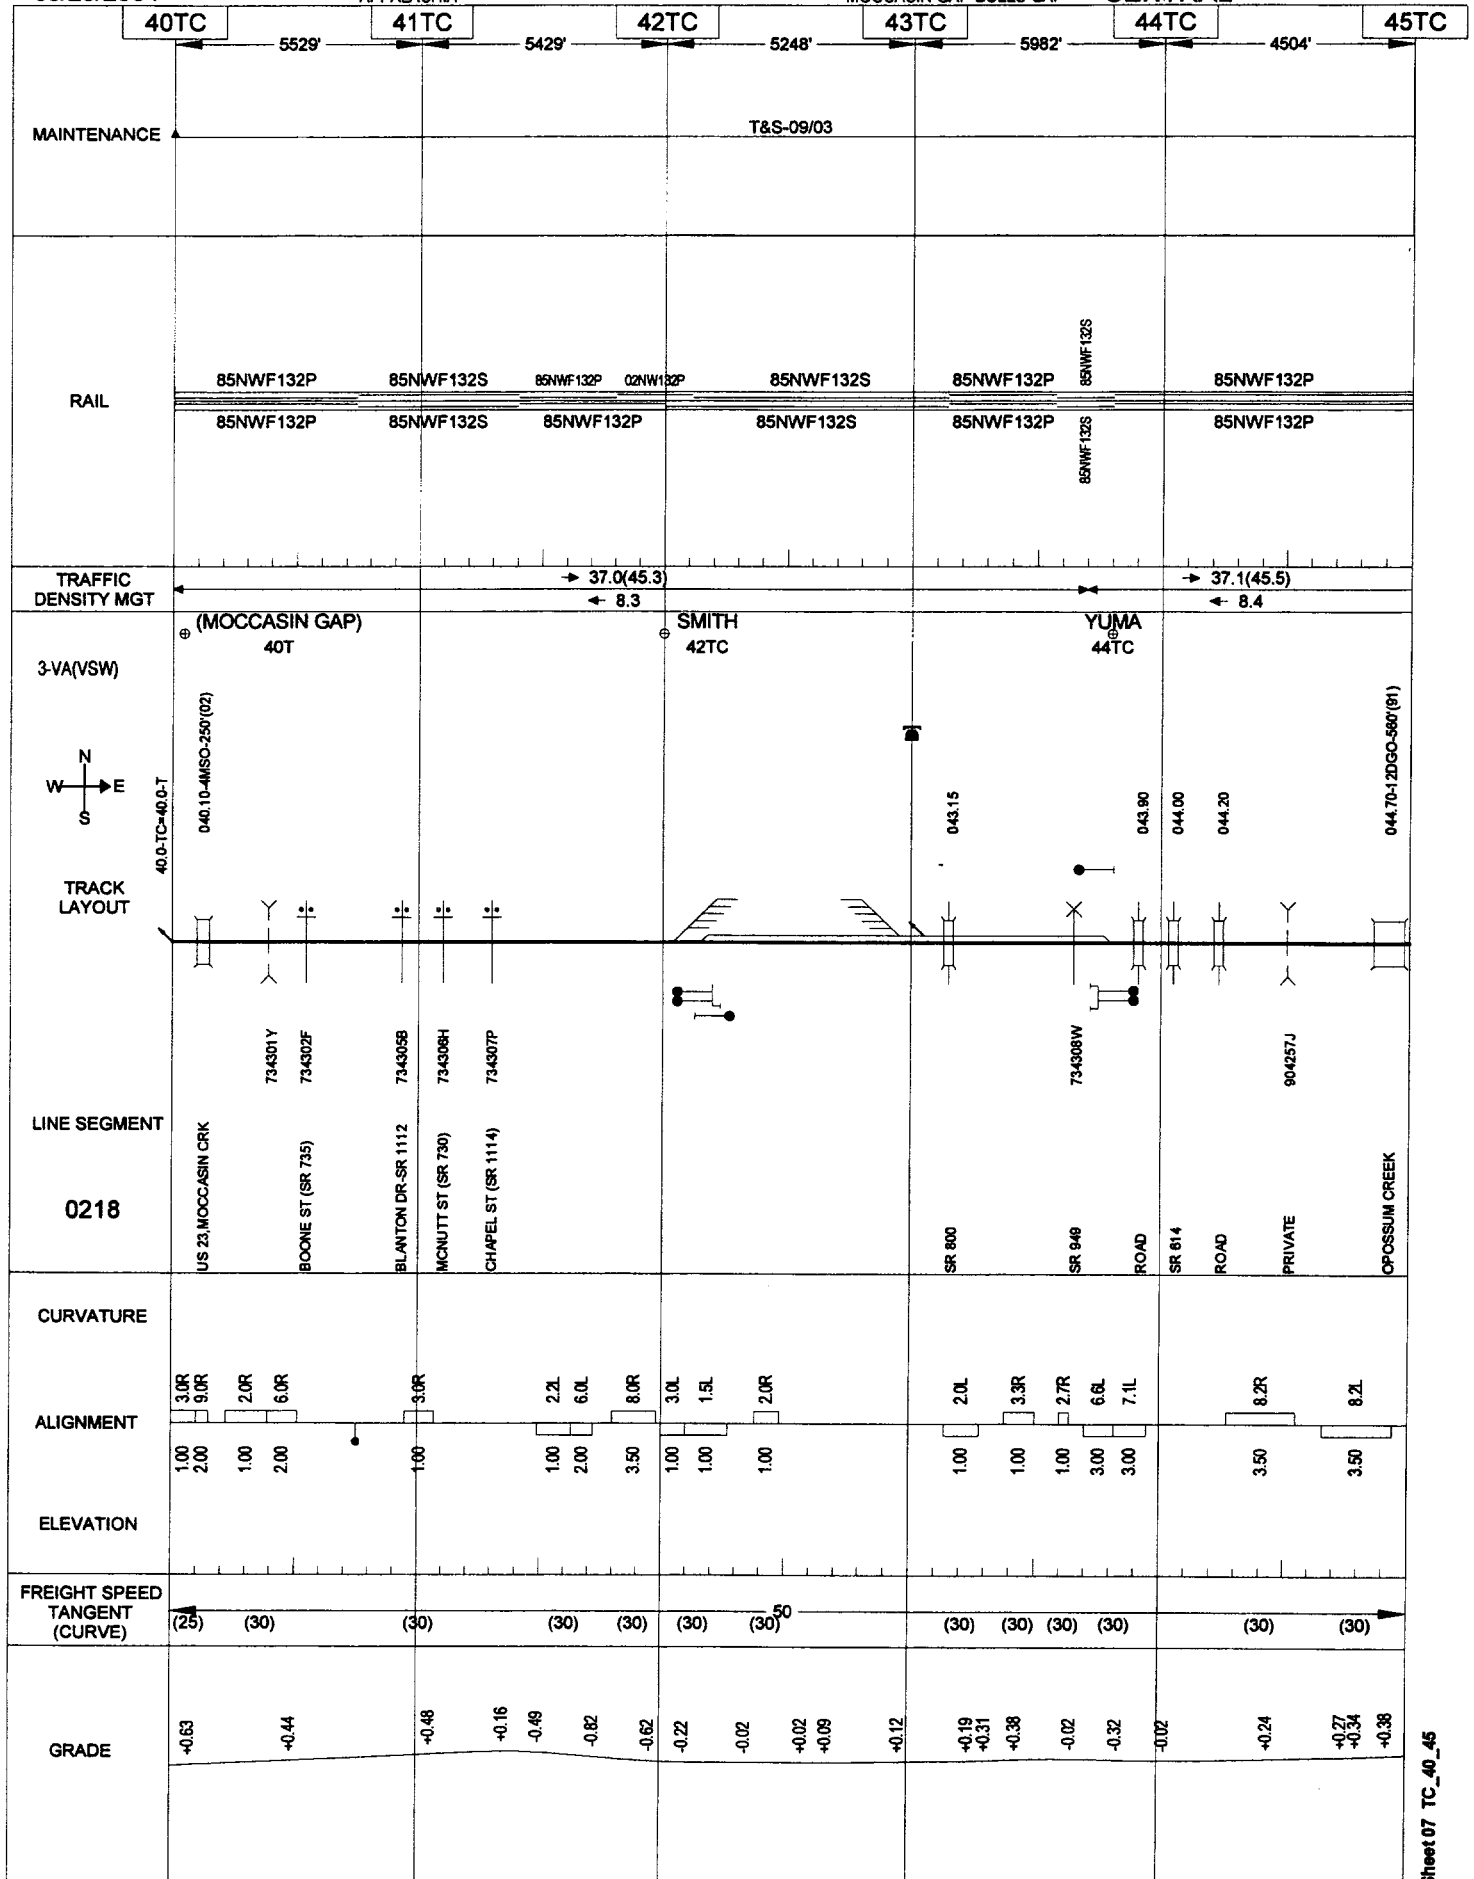 40TC 41TC 42TC 43TC 44TC 45TC
5529' 5429' 5248' 5982' 4504'
MAINTENANCE
T&S-09/03
RAIL
85NWF132P 85NWF132S 85NWF132P 02NW132P 85NWF132S 85NWF132P 85NWF132S 85NWF132P
85NWF132P 85NWF132S 85NWF132P 85NWF132S 85NWF132P 85NWF132S 85NWF132P
TRAFFIC
DENSITY MGT
37.0(45.3) 37.1(45.5)
8.3 8.4
(MOCCASIN GAP) SMITH YUMA
40T 42TC 44TC
3-VA(VSW)
N
W E
S
40.0-TC=40.0-T
040.10-4MSO-250'(02)
043.15
043.90
044.00
044.20
044.70-12DGO-560'(91)
TRACK
LAYOUT
734301Y
734302F
734305B
734306H
734307P
734308W
904257J
LINE SEGMENT
0218
US 23,MOCCASIN CRK
BOONE ST (SR 735)
BLANTON DR-SR 1112
MCNUTT ST (SR 730)
CHAPEL ST (SR 1114)
SR 800
SR 949
ROAD
SR 614
ROAD
PRIVATE
OPOSSUM CREEK
CURVATURE
3.0R 9.0R 2.0R 6.0R 3.0R 2.2L 6.0L 8.0R 3.0L 1.5L 2.0R 2.0L 3.3R 2.7R 6.6L 7.1L 8.2R 8.2L
ALIGNMENT
1.00 2.00 1.00 2.00 1.00 1.00 2.00 3.50 1.00 1.00 1.00 1.00 1.00 1.00 3.00 3.00 3.50 3.50
ELEVATION
FREIGHT SPEED
TANGENT
(CURVE)
50
(25) (30) (30) (30) (30) (30) (30) (30) (30) (30) (30) (30) (30)
GRADE
+0.63 +0.44 +0.48 +0.16 -0.49 -0.82 -0.62 -0.22 -0.02 +0.02 +0.09 +0.12 +0.19 +0.31 +0.38 -0.02 -0.32 -0.02 +0.24 +0.27 +0.34 +0.38
Sheet 07 TC_40_45